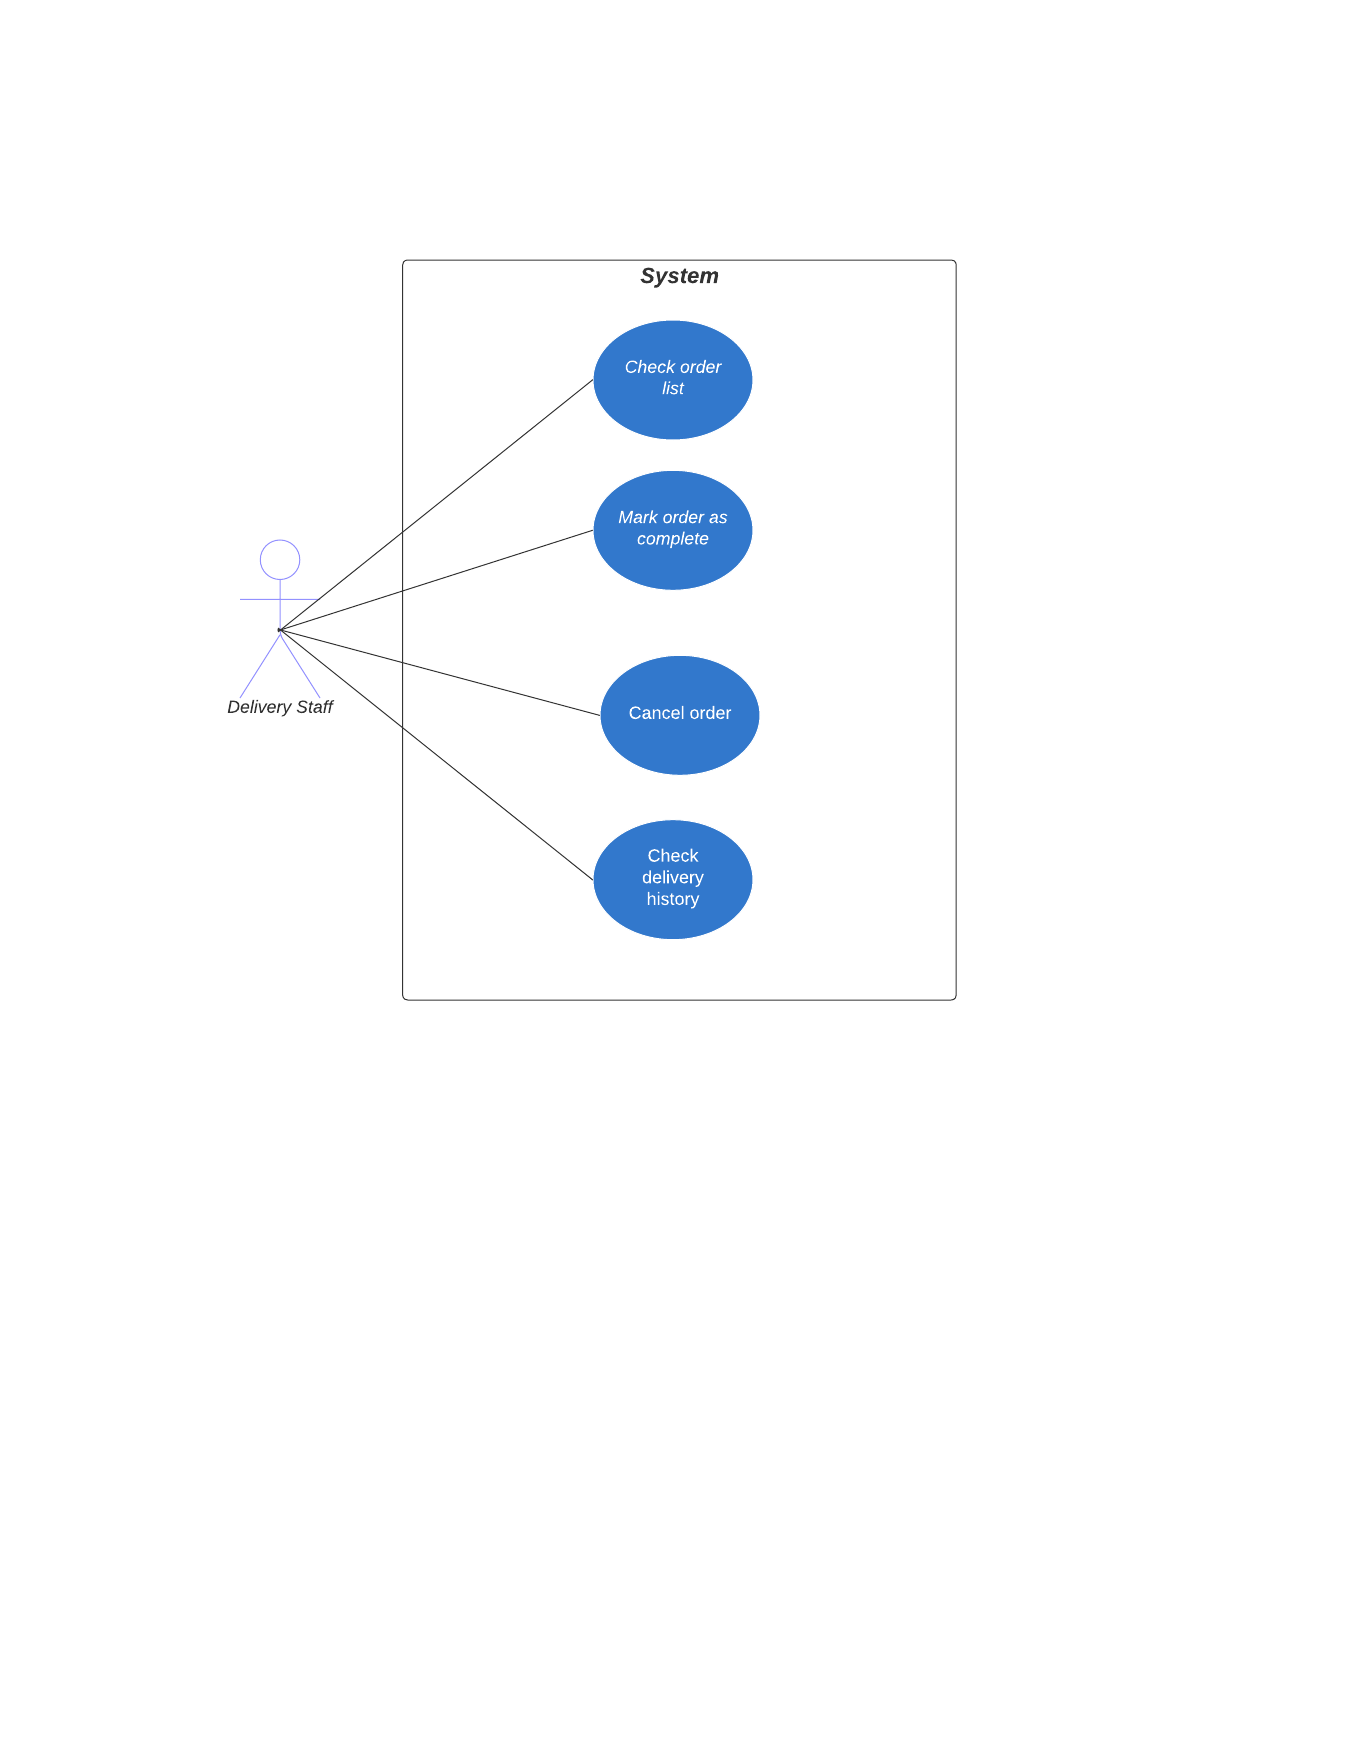 System
Check order
list
Mark order as
complete
Delivery Staff
Cancel order
Check
delivery
history